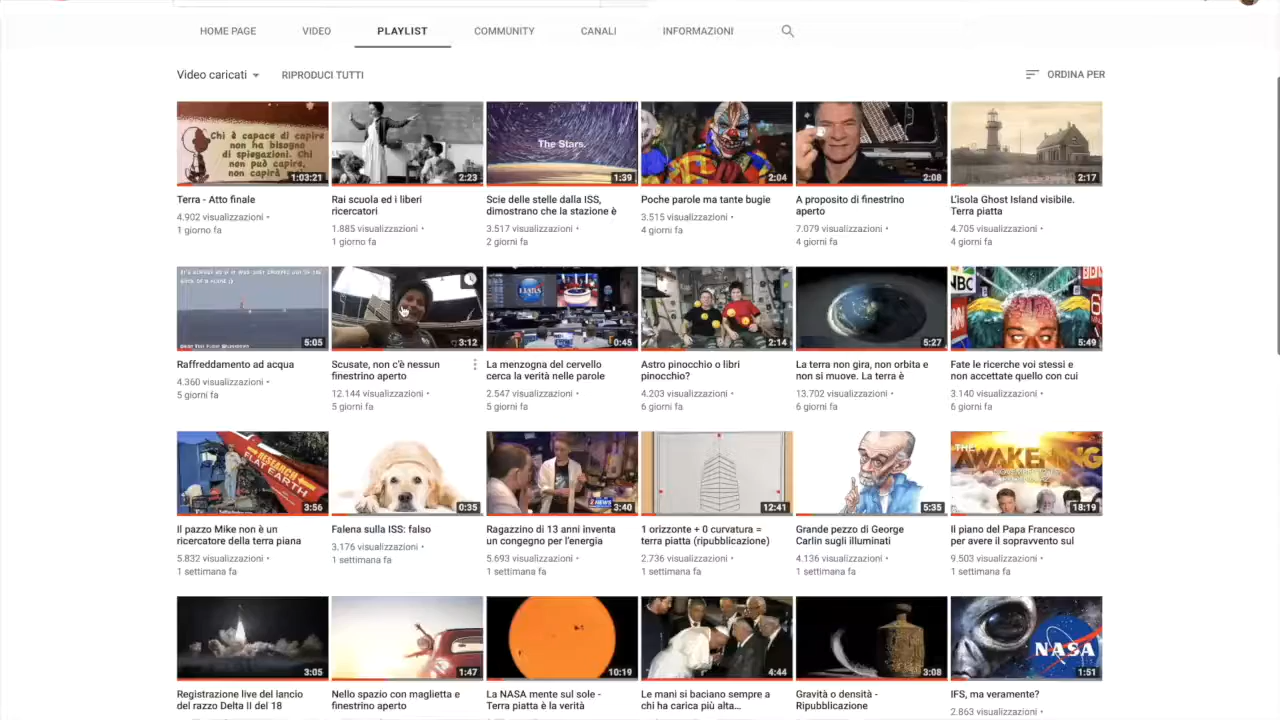 HOME PAGE VIDEO PLAYLIST COMMUNITY CANALI INFORMAZIONI
Video caricati RIPRODUCI TUTTI ORDINA PER
Chi è capace di capire
non ha bisogno
di spiegazioni. Chi
non può capire,
non capirà
1:03:21
2:23
The Stars.
1:39
2:04
2:08
2:17
Terra - Atto finale
4.902 visualizzazioni •
1 giorno fa
Rai scuola ed i liberi
ricercatori
1.885 visualizzazioni •
1 giorno fa
Scie delle stelle dalla ISS,
dimostrano che la stazione è
3.517 visualizzazioni •
2 giorni fa
Poche parole ma tante bugie
3.515 visualizzazioni •
4 giorni fa
A proposito di finestrino
aperto
7.079 visualizzazioni •
4 giorni fa
L'isola Ghost Island visibile.
Terra piatta
4.705 visualizzazioni •
4 giorni fa
5:05
3:12
LIARS
0:45
2:14
5:27
NBC
5:49
Raffreddamento ad acqua
4.360 visualizzazioni •
5 giorni fa
Scusate, non c'è nessun
finestrino aperto
12.144 visualizzazioni •
5 giorni fa
La menzogna del cervello
cerca la verità nelle parole
2.547 visualizzazioni •
5 giorni fa
Astro pinocchio o libri
pinocchio?
4.203 visualizzazioni •
6 giorni fa
La terra non gira, non orbita e
non si muove. La terra è
13.702 visualizzazioni •
6 giorni fa
Fate le ricerche voi stessi e
non accettate quello con cui
3.140 visualizzazioni •
6 giorni fa
RESEARCH
FLAT EARTH
3:56
0:35
2 NEWS
3:40
12:41
5:35
THE
AWAKENING
18:19
Il pazzo Mike non è un
ricercatore della terra piana
5.832 visualizzazioni •
1 settimana fa
Falena sulla ISS: falso
3.176 visualizzazioni •
1 settimana fa
Ragazzino di 13 anni inventa
un congegno per l'energia
5.693 visualizzazioni •
1 settimana fa
1 orizzonte + 0 curvatura =
terra piatta (ripubblicazione)
2.736 visualizzazioni •
1 settimana fa
Grande pezzo di George
Carlin sugli illuminati
4.136 visualizzazioni •
1 settimana fa
Il piano del Papa Francesco
per avere il sopravvento sul
9.503 visualizzazioni •
1 settimana fa
3:05
1:47
10:19
4:44
3:08
NASA
1:51
Registrazione live del lancio
del razzo Delta II del 18
Nello spazio con maglietta e
finestrino aperto
La NASA mente sul sole -
Terra piatta è la verità
Le mani si baciano sempre a
chi ha carica più alta...
Gravità o densità -
Ripubblicazione
IFS, ma veramente?
2.863 visualizzazioni •